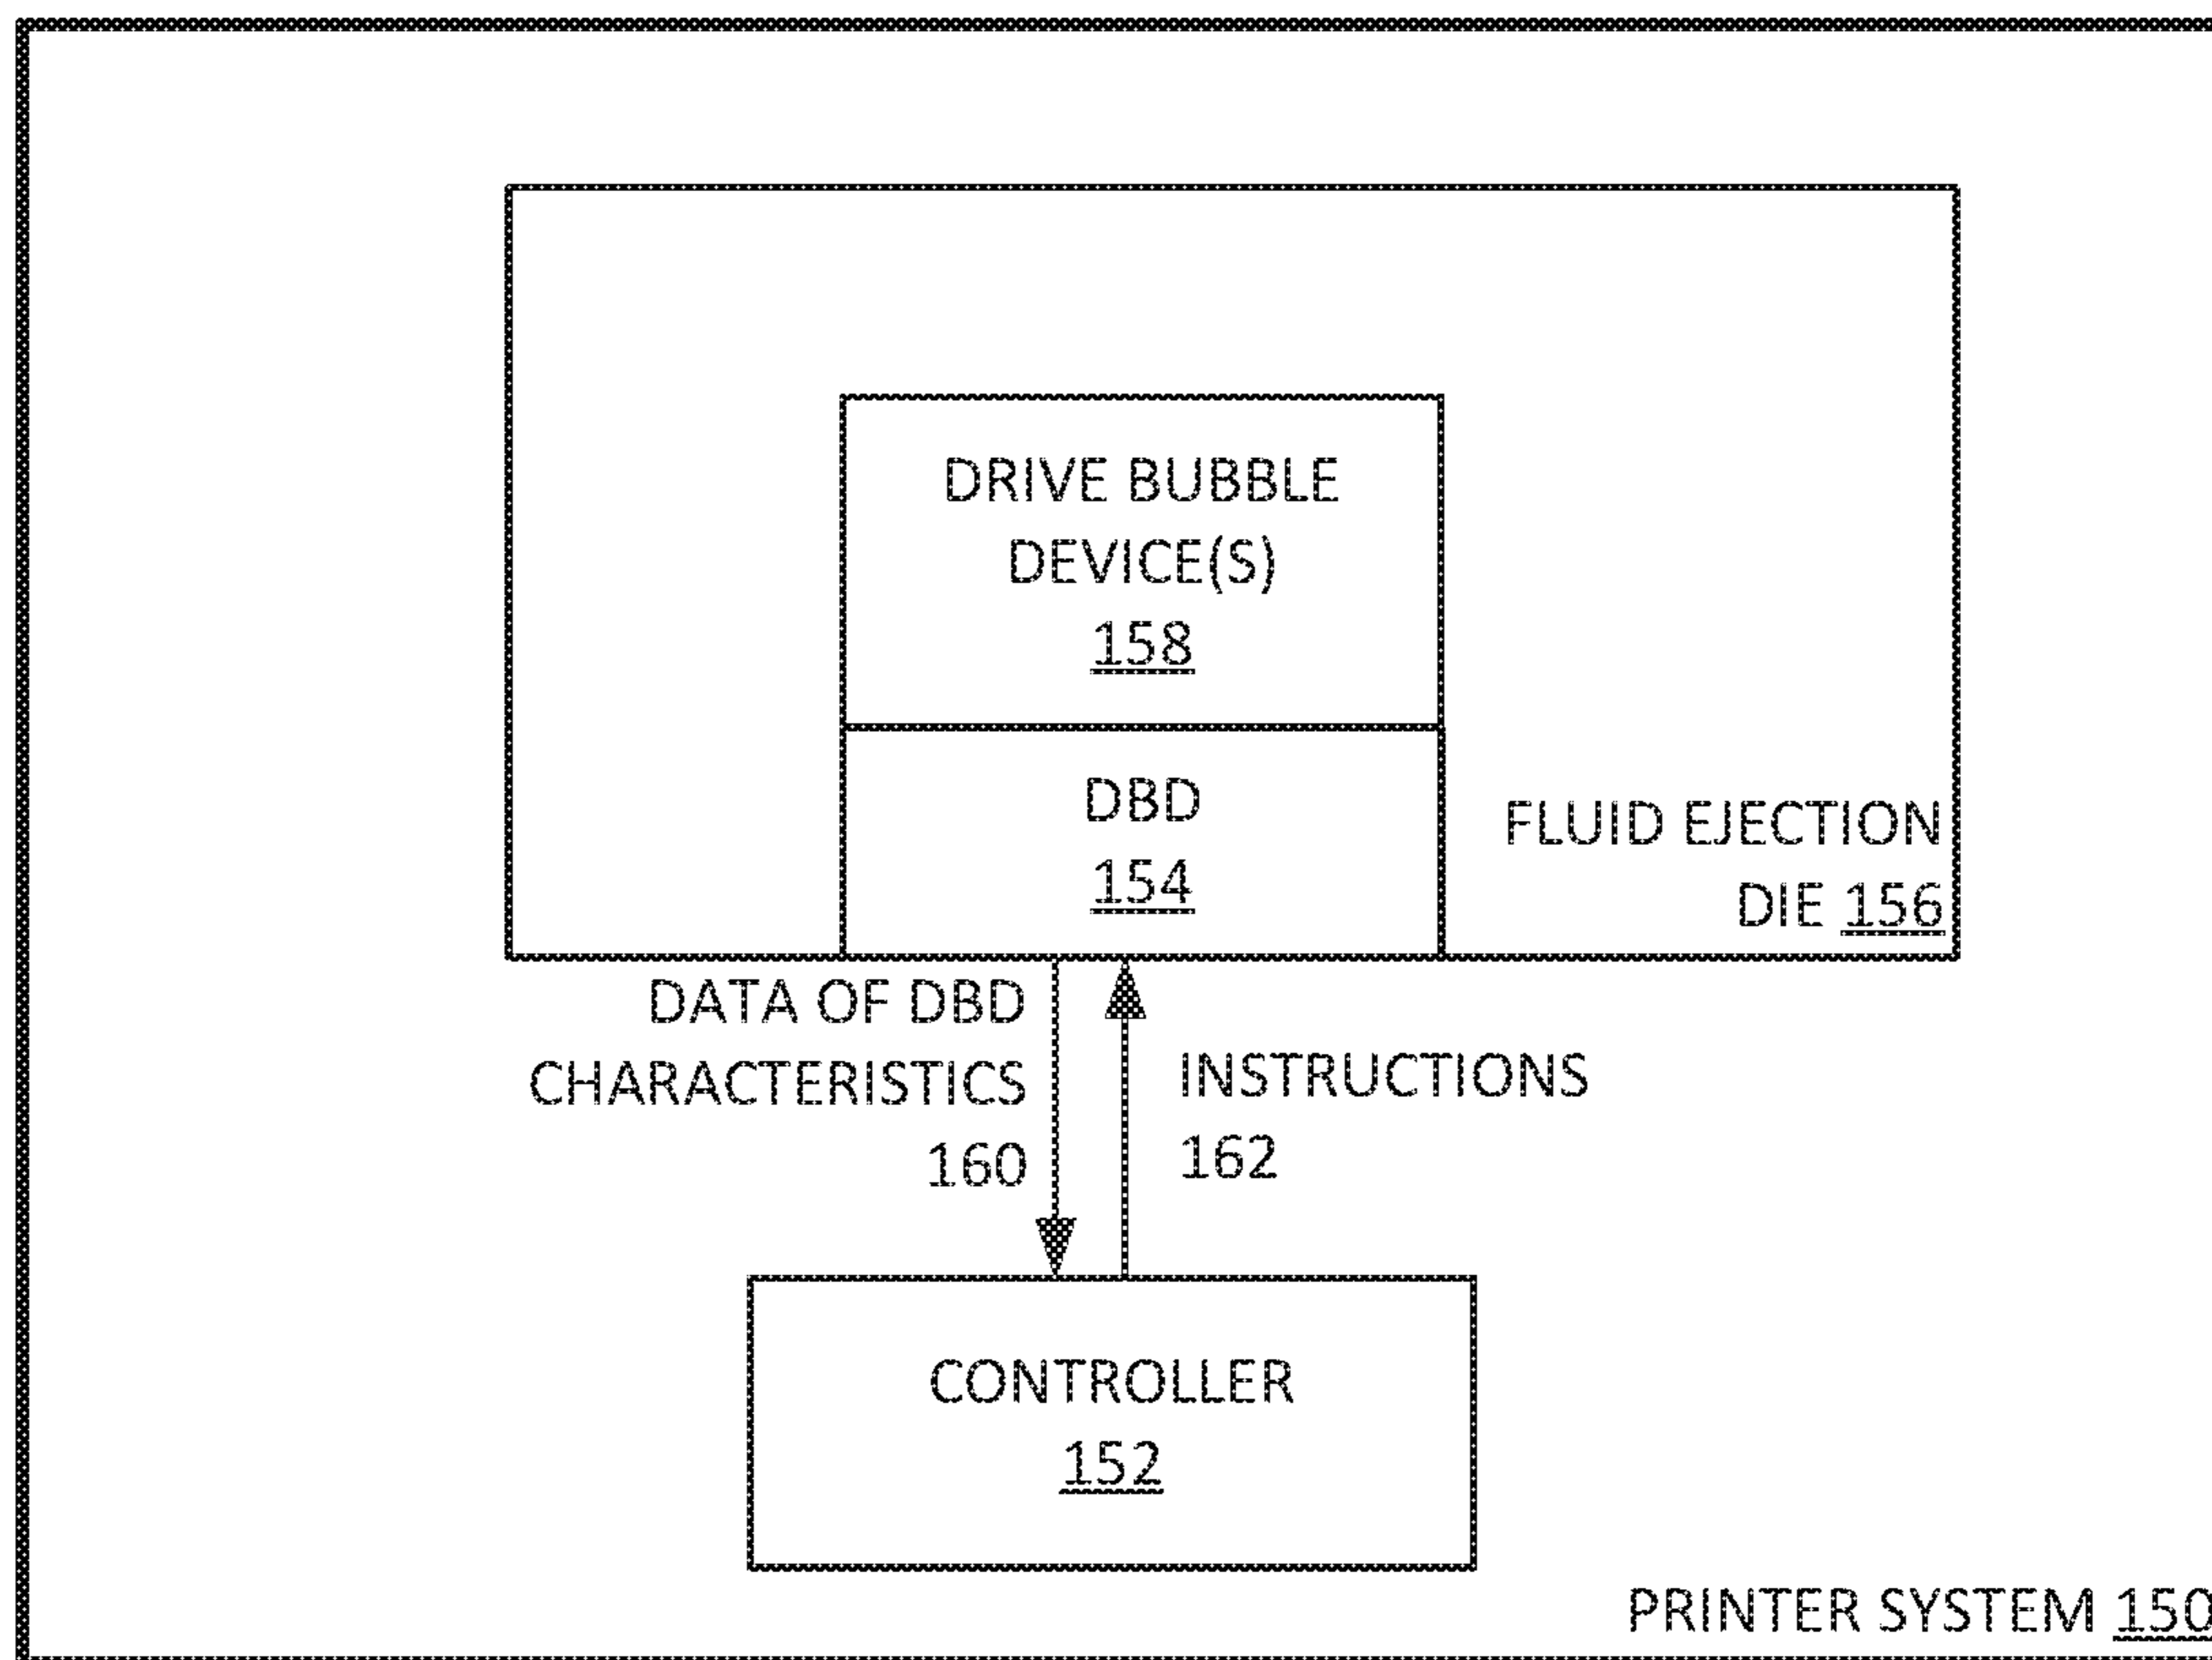 DRIVE BUBBLE
DEVICE(S)
158
DBD
154
FLUID EJECTION
DIE 156
DATA OF DBD
CHARACTERISTICS
160
INSTRUCTIONS
162
CONTROLLER
152
PRINTER SYSTEM 150